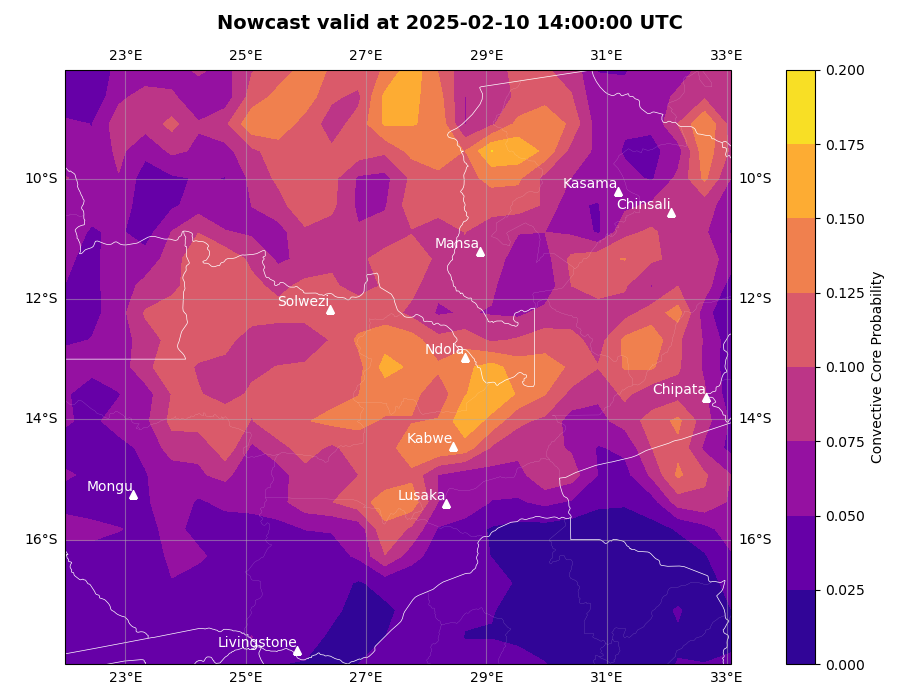 Nowcast valid at 2025-02-10 14:00:00 UTC
23°E 25°E 27°E 29°E 31°E 33°E
0.200
0.175
10°S Kasama 10°S
Chinsali
0.150
Mansa
12°S Solwezi 12°S
0.125
Ndola
0.100
Chipata
14°S 14°S
Kabwe
0.075
Mongu
Lusaka
0.050
16°S 16°S
0.025
Livingstone
0.000
23°E 25°E 27°E 29°E 31°E 33°E
Convective Core Probability